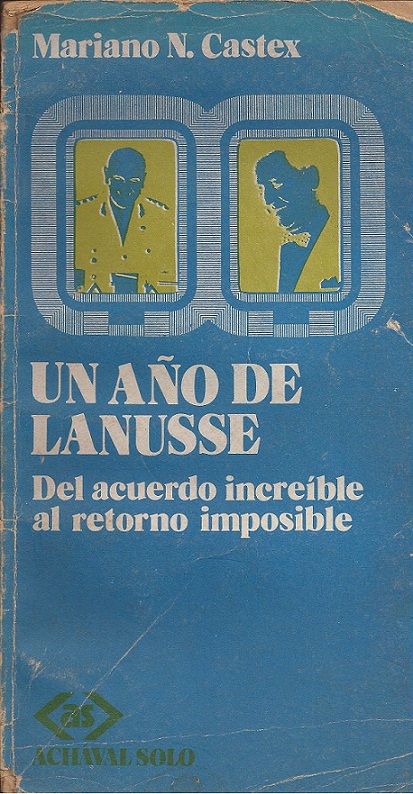 Mariano N. Castex
UN AÑO DE
LANUSSE
Del acuerdo increíble
al retorno imposible
as
ACHÁVAL SOLO